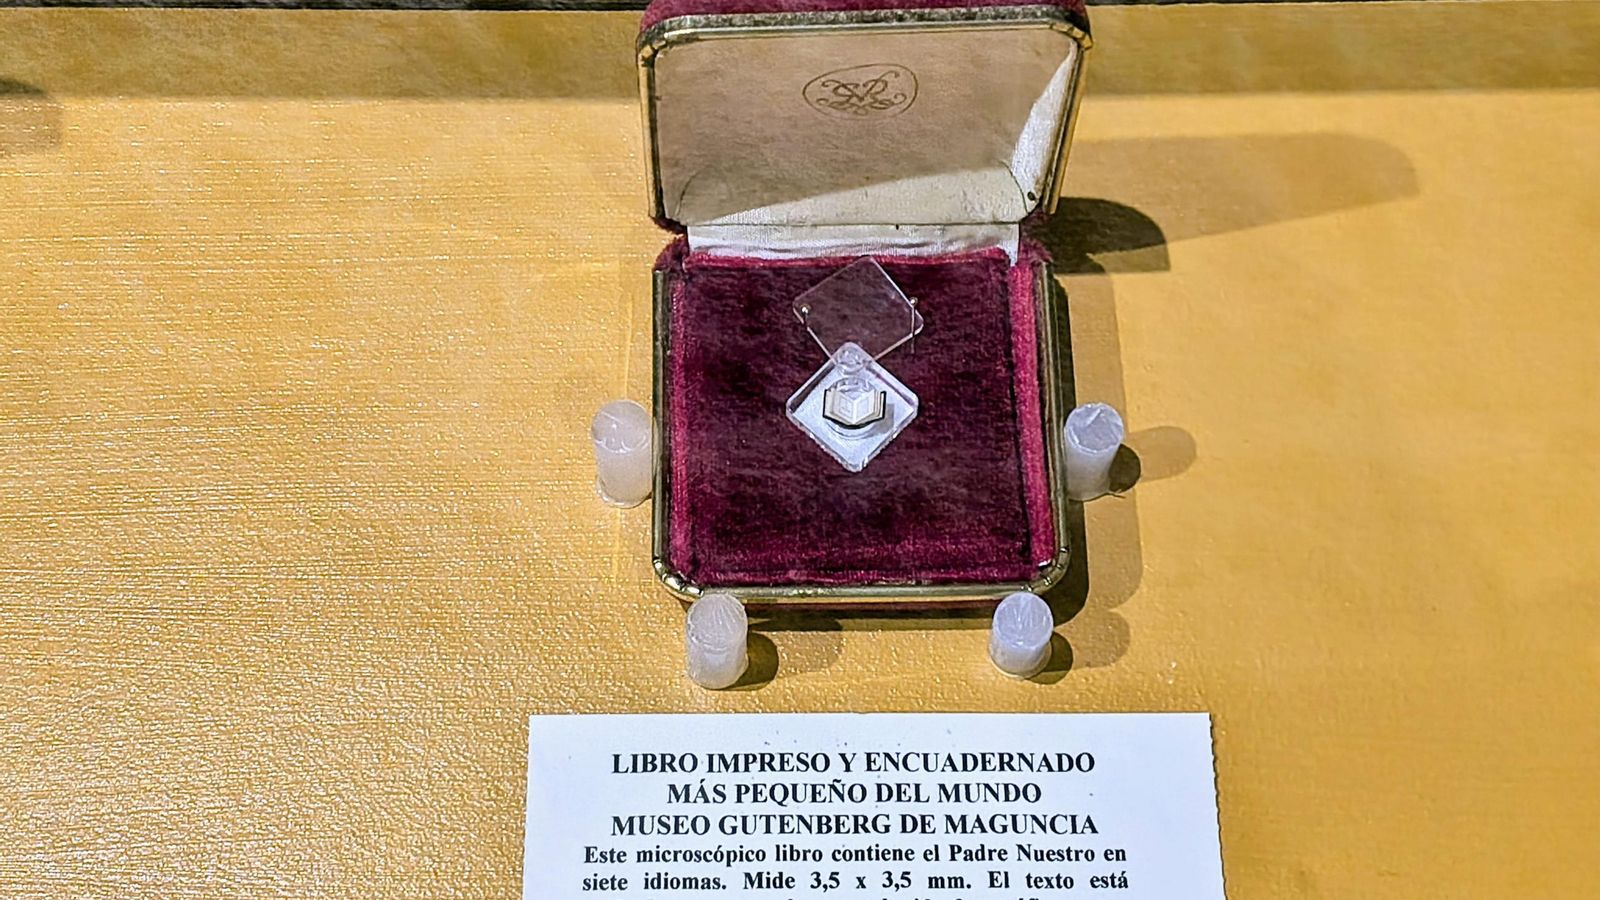 LIBRO IMPRESO Y ENCUADERNADO
MÁS PEQUEÑO DEL MUNDO
MUSEO GUTENBERG DE MAGUNCIA
Este microscópico libro contiene el Padre Nuestro en
siete idiomas. Mide 3,5 x 3,5 mm. El texto está